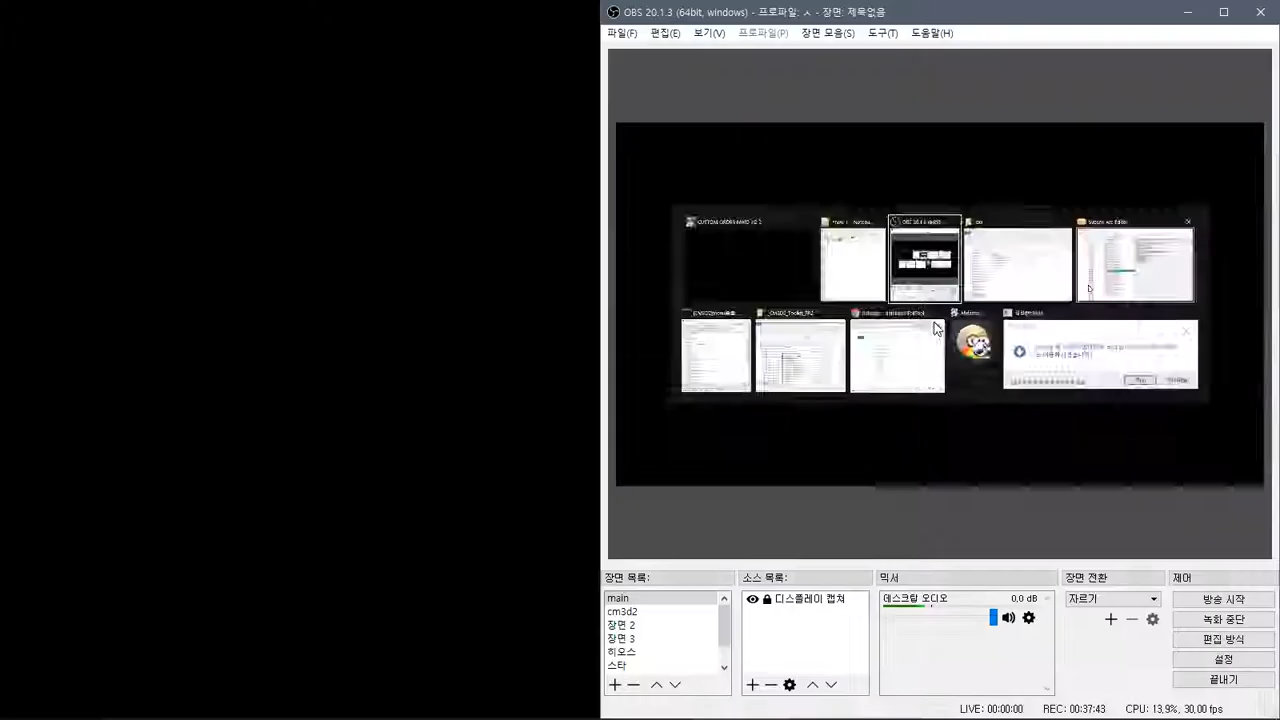 OBS 20.1.3 (64bit, windows) - 프로파일: ㅅ - 장면: 제목없음
파일(F) 편집(E) 보기(V) 프로파일(P) 장면 모음(S) 도구(T) 도움말(H)
장면 목록: 소스 목록: 믹서 장면 전환 제어
main
cm3d2
장면 2
장면 3
히오스
스타
디스플레이 캡쳐
데스크탑 오디오 0.0 dB
자르기
방송 시작
녹화 중단
편집 방식
설정
끝내기
LIVE: 00:00:00 REC: 00:37:43 CPU: 13.9%, 30.00 fps